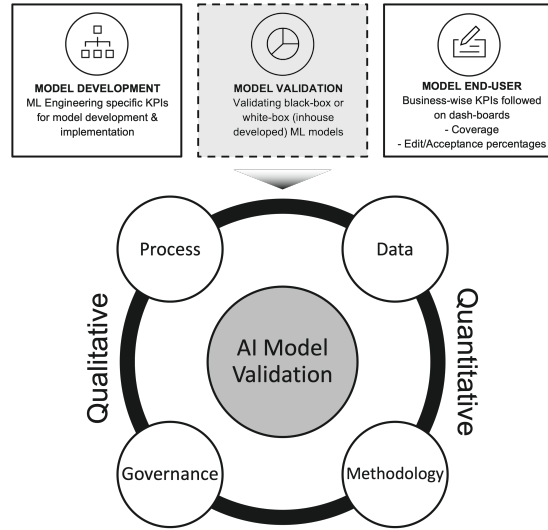 MODEL DEVELOPMENT
ML Engineering specific KPIs
for model development &
implementation
MODEL VALIDATION
Validating black-box or
white-box (inhouse
developed) ML models
MODEL END-USER
Business-wise KPIs followed
on dash-boards
- Coverage
- Edit/Acceptance percentages
Process
Data
Qualitative
AI Model
Validation
Quantitative
Governance
Methodology